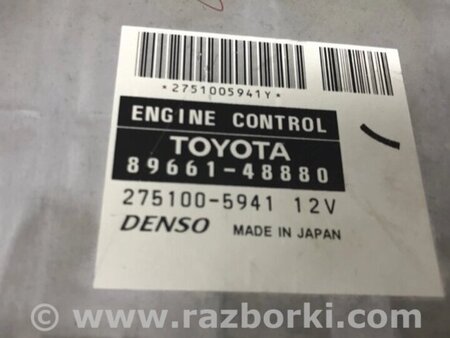 *2751005941Y*
ENGINE CONTROL
TOYOTA
89661-48880
275100-5941 12V
DENSO MADE IN JAPAN
© www.razborki.com